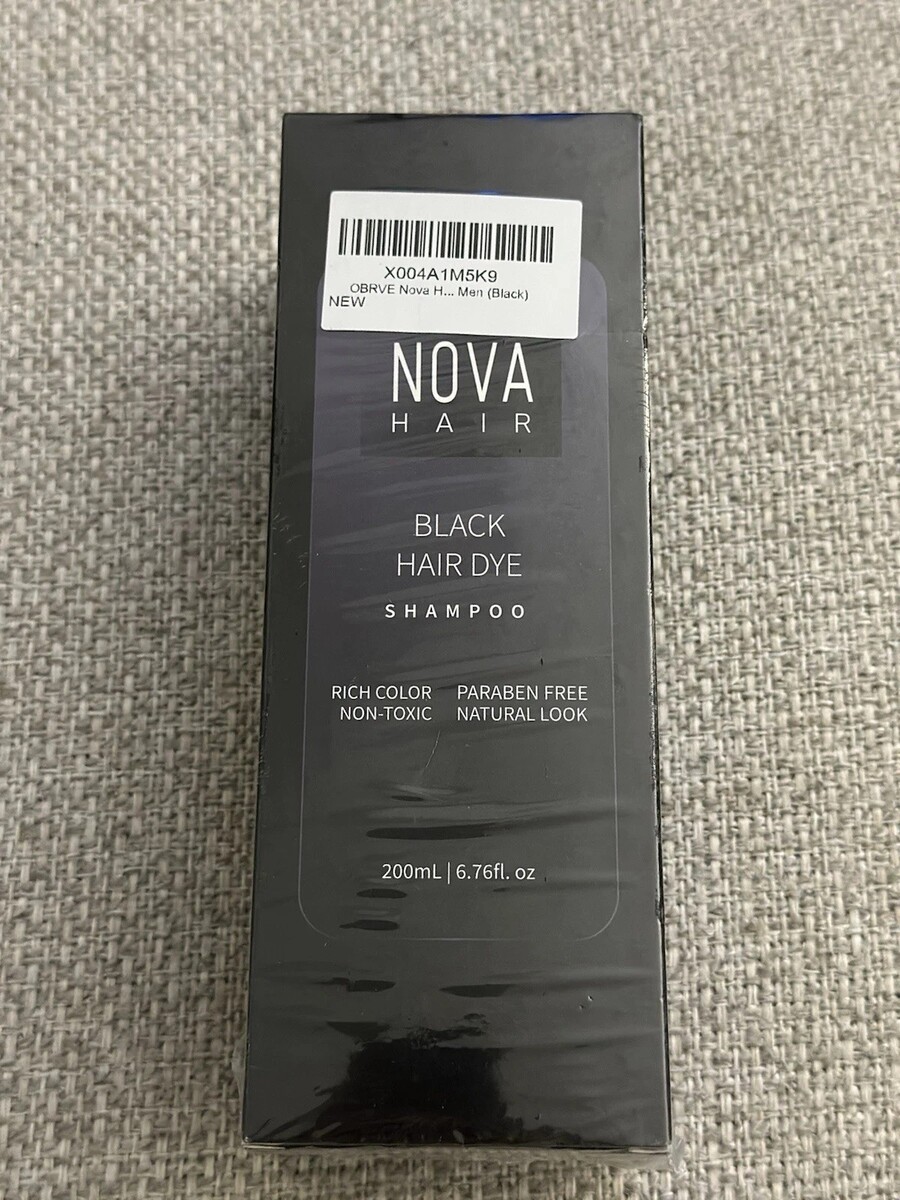 X004A1M5K9
OBRVE Nova H... Men (Black)
NEW
NOVA
HAIR
BLACK
HAIR DYE
SHAMPOO
RICH COLOR PARABEN FREE
NON-TOXIC NATURAL LOOK
200mL | 6.76fl. oz